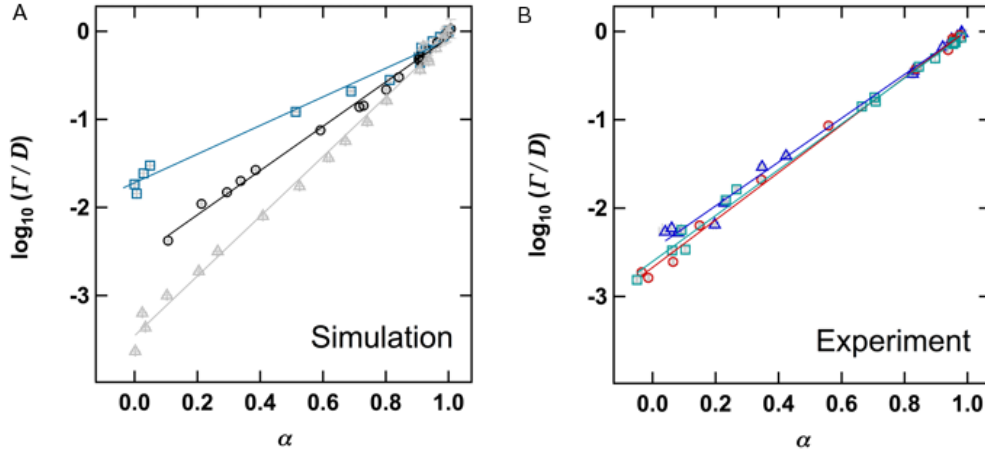 A
0
-1
-2
-3
log₁₀ (Γ / D)
Simulation
0.0 0.2 0.4 0.6 0.8 1.0
α
B
0
-1
-2
-3
log₁₀ (Γ / D)
Experiment
0.0 0.2 0.4 0.6 0.8 1.0
α